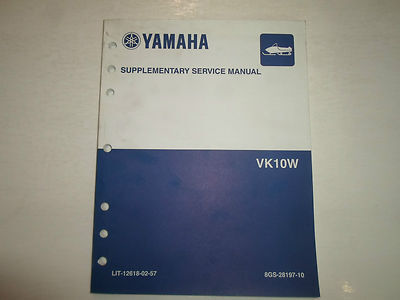 YAMAHA
SUPPLEMENTARY SERVICE MANUAL
VK10W
LIT-12618-02-57
8GS-28197-10